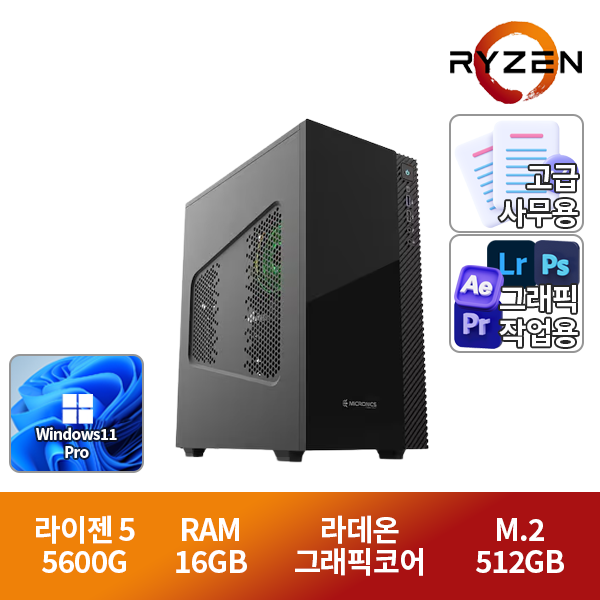 RYZEN
고급
사무용
Lr Ps
Ae 그래픽
Pr 작업용
MICRONICS
Windows11
Pro
라이젠 5
5600G
RAM
16GB
라데온
그래픽코어
M.2
512GB